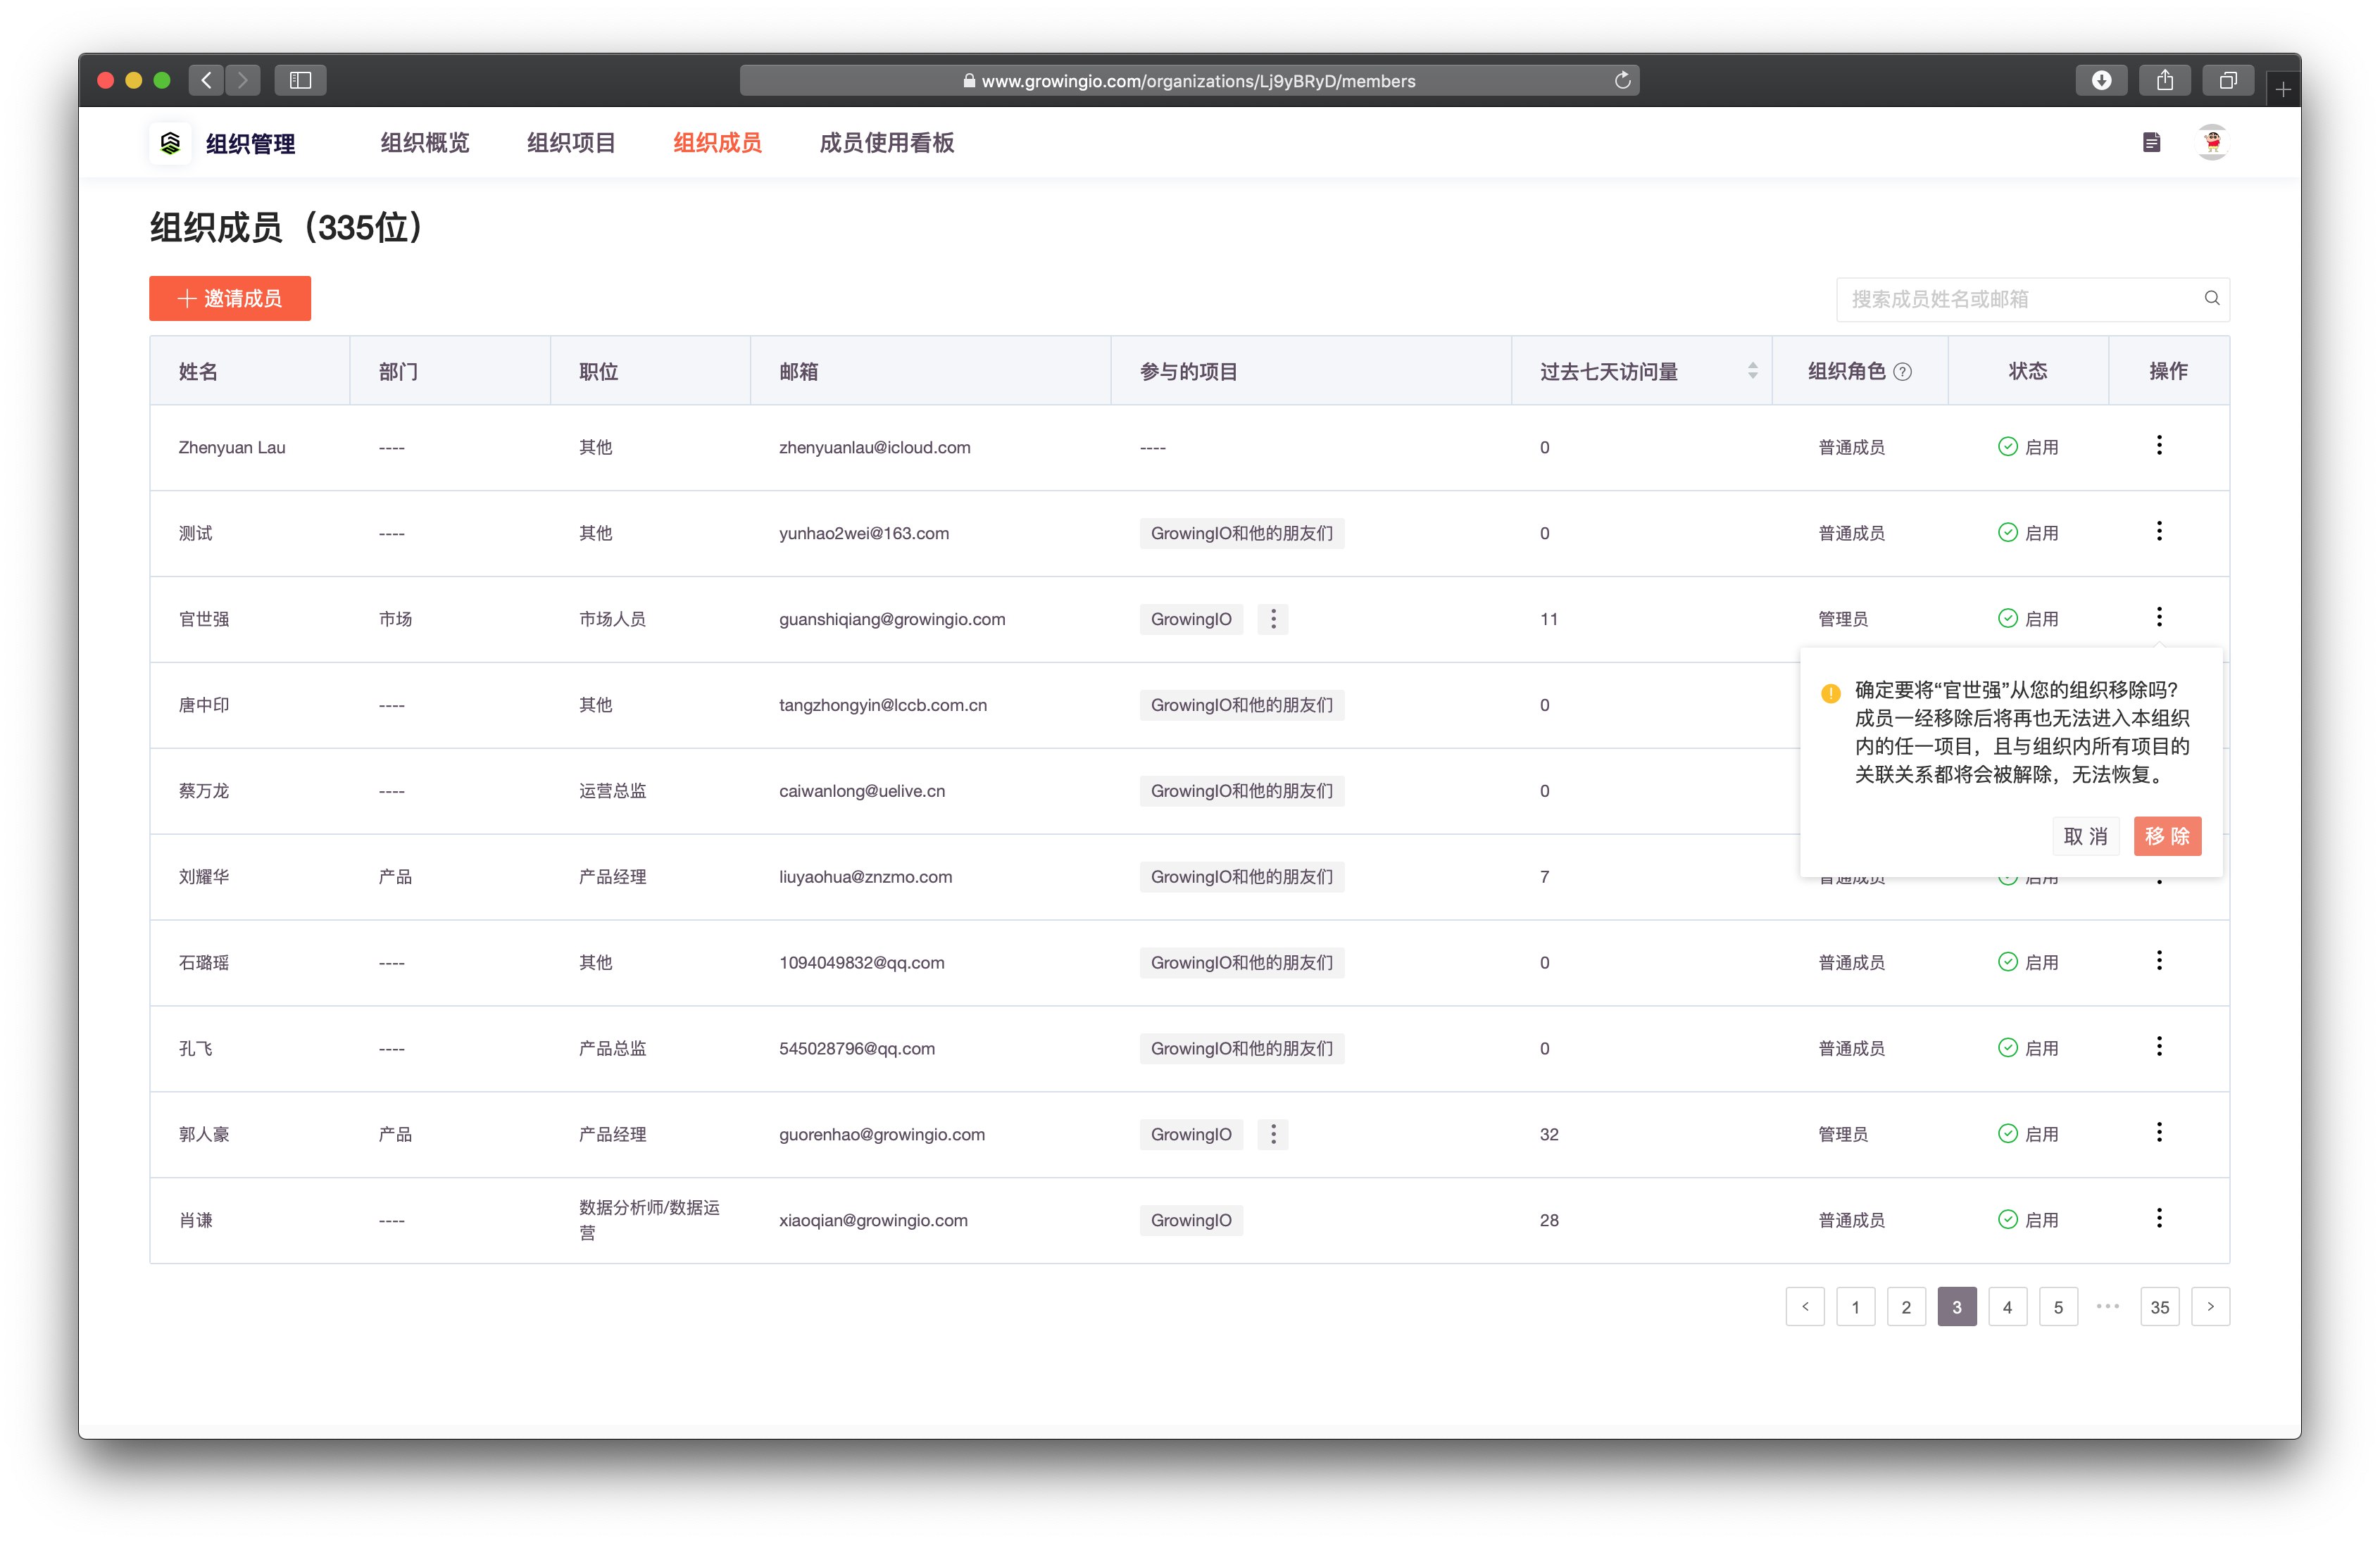 www.growingio.com/organizations/Lj9yBRyD/members
组织管理 组织概览 组织项目 组织成员 成员使用看板
组织成员（335位）
邀请成员
搜索成员姓名或邮箱
姓名 部门 职位 邮箱 参与的项目 过去七天访问量 组织角色 ? 状态 操作
Zhenyuan Lau ---- 其他 zhenyuanlau@icloud.com ---- 0 普通成员 启用
测试 ---- 其他 yunhao2wei@163.com GrowingIO和他的朋友们 0 普通成员 启用
官世强 市场 市场人员 guanshiqiang@growingio.com GrowingIO 11 管理员 启用
唐中印 ---- 其他 tangzhongyin@lccb.com.cn GrowingIO和他的朋友们 0
确定要将“官世强”从您的组织移除吗?
成员一经移除后将再也无法进入本组织
内的任一项目，且与组织内所有项目的
关联关系都将会被解除，无法恢复。
取 消 移 除
蔡万龙 ---- 运营总监 caiwanlong@uelive.cn GrowingIO和他的朋友们 0
刘耀华 产品 产品经理 liuyaohua@znzmo.com GrowingIO和他的朋友们 7 普通成员 启用
石璐瑶 ---- 其他 1094049832@qq.com GrowingIO和他的朋友们 0 普通成员 启用
孔飞 ---- 产品总监 545028796@qq.com GrowingIO和他的朋友们 0 普通成员 启用
郭人豪 产品 产品经理 guorenhao@growingio.com GrowingIO 32 管理员 启用
肖谦 ---- 数据分析师/数据运
营 xiaoqian@growingio.com GrowingIO 28 普通成员 启用
1 2 3 4 5 ••• 35